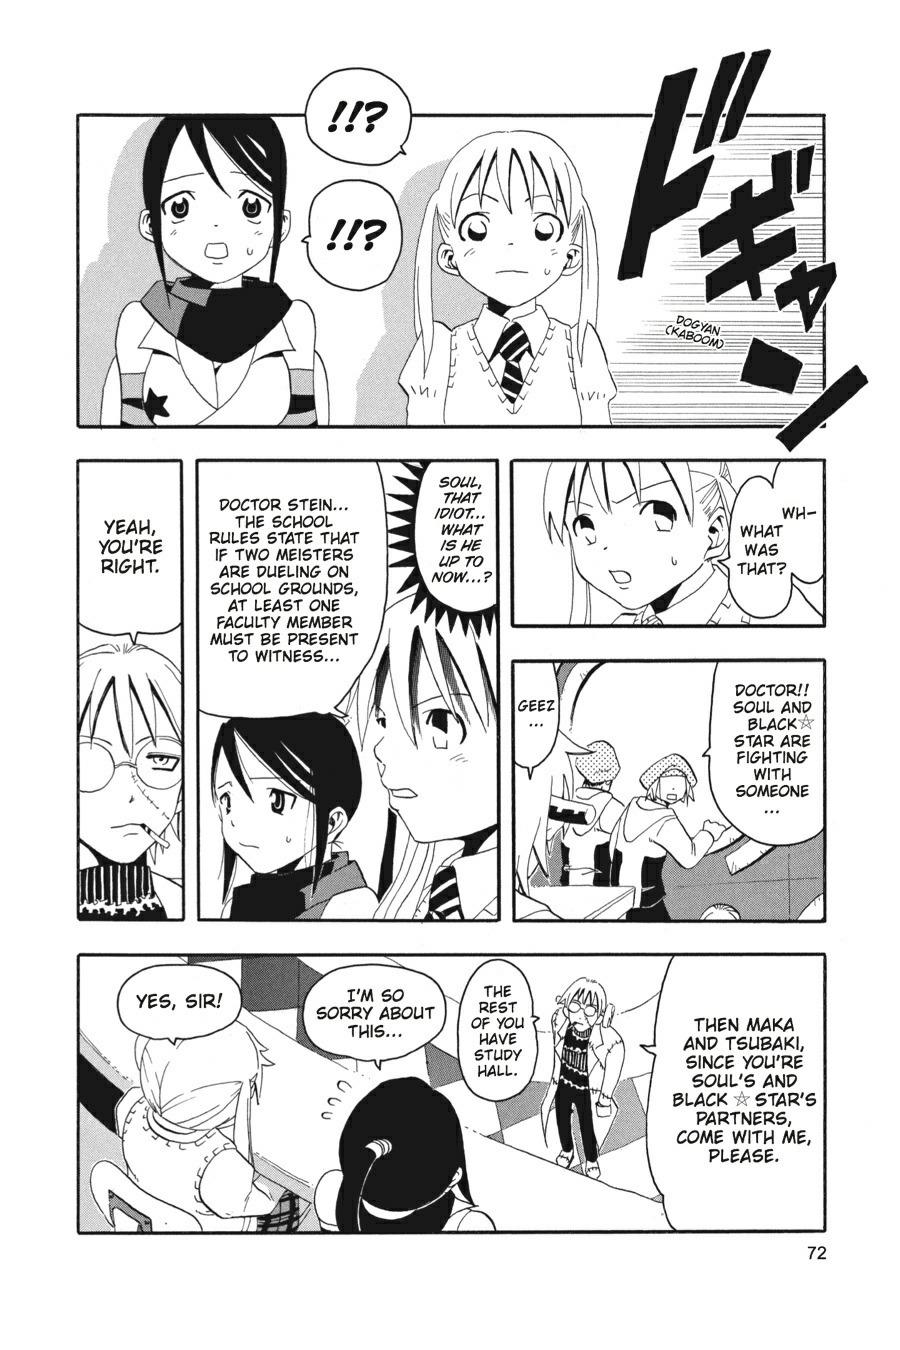 !!?
!!?
ドギャーン
DOGYAN
(KABOOM)
WH-
WHAT
WAS
THAT?
DOCTOR!!
SOUL AND
BLACK☆
STAR ARE
FIGHTING
WITH
SOMEONE
...
GEEZ
...
SOUL,
THAT
IDIOT...
WHAT
IS HE
UP TO
NOW...?
DOCTOR STEIN...
THE SCHOOL
RULES STATE THAT
IF TWO MEISTERS
ARE DUELING ON
SCHOOL GROUNDS,
AT LEAST ONE
FACULTY MEMBER
MUST BE PRESENT
TO WITNESS...
YEAH,
YOU'RE
RIGHT.
THEN MAKA
AND TSUBAKI,
SINCE YOU'RE
SOUL'S AND
BLACK ☆ STAR'S
PARTNERS,
COME WITH ME,
PLEASE.
THE
REST
OF YOU
HAVE
STUDY
HALL.
I'M SO
SORRY ABOUT
THIS...
YES, SIR!
72